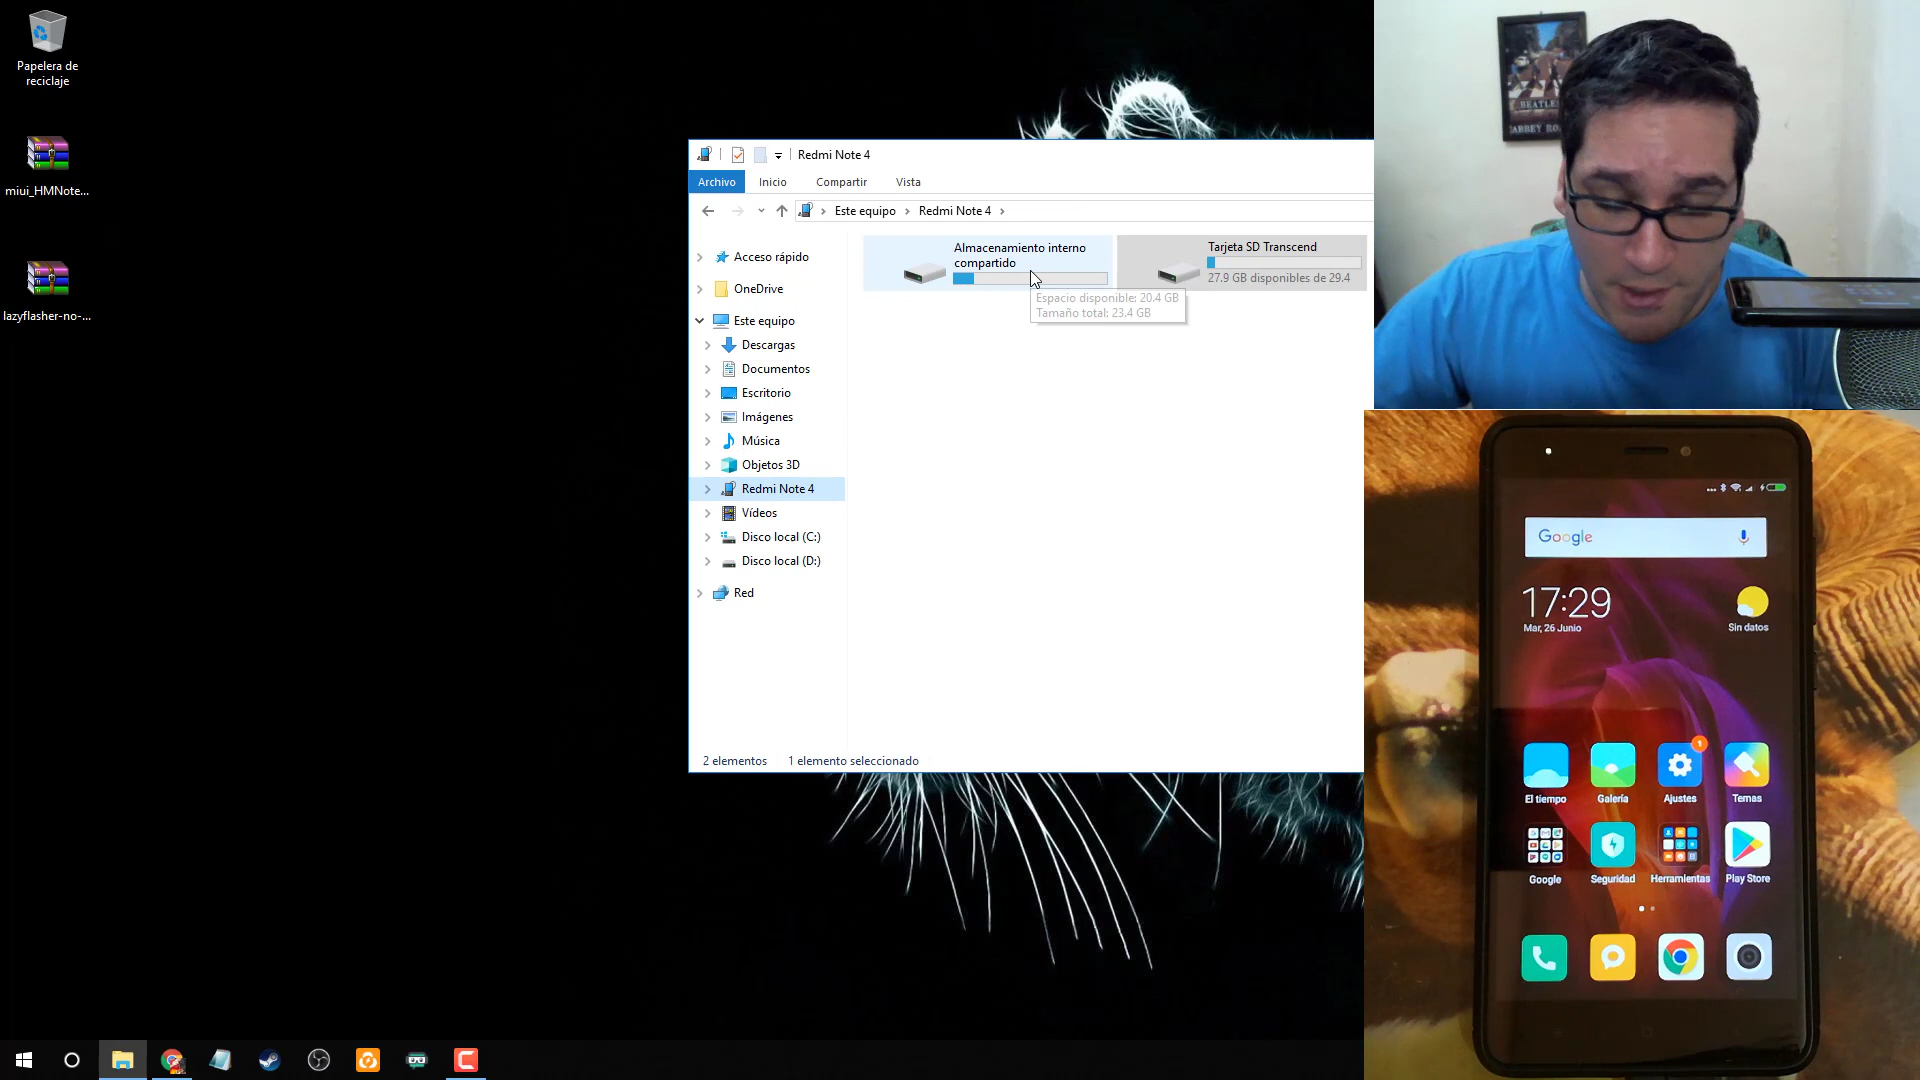 Papelera de
reciclaje
miui_HMNote...
lazyflasher-no-...
Redmi Note 4
Archivo
Inicio
Compartir
Vista
Este equipo
Redmi Note 4
Acceso rápido
OneDrive
Este equipo
Descargas
Documentos
Escritorio
Imágenes
Música
Objetos 3D
Redmi Note 4
Vídeos
Disco local (C:)
Disco local (D:)
Red
Almacenamiento interno
compartido
Espacio disponible: 20.4 GB
Tamaño total: 23.4 GB
Tarjeta SD Transcend
27.9 GB disponibles de 29.4
2 elementos
1 elemento seleccionado
BEATLES
ABBEY RO
Google
17:29
Mar, 26 Junio
Sin datos
El tiempo
Galería
1
Ajustes
Temas
Google
Seguridad
Herramientas
Play Store